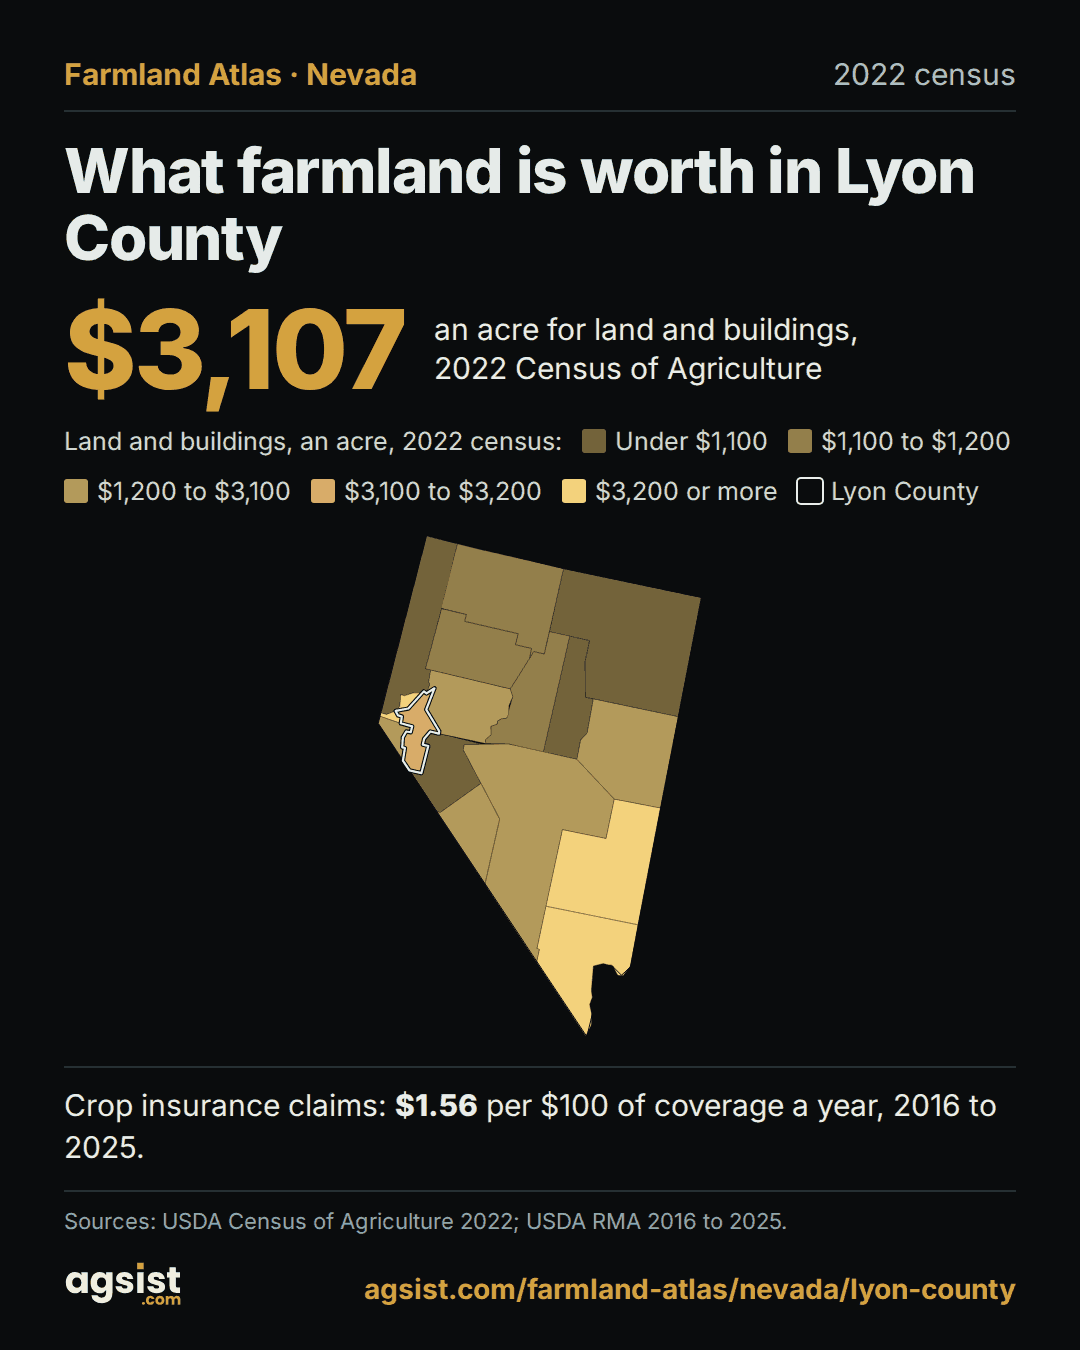 Farmland Atlas · Nevada
2022 census
What farmland is worth in Lyon
County
$3,107
an acre for land and buildings,
2022 Census of Agriculture
Land and buildings, an acre, 2022 census: Under $1,100 $1,100 to $1,200
$1,200 to $3,100 $3,100 to $3,200 $3,200 or more Lyon County
Crop insurance claims: $1.56 per $100 of coverage a year, 2016 to
2025.
Sources: USDA Census of Agriculture 2022; USDA RMA 2016 to 2025.
agsist
.com
agsist.com/farmland-atlas/nevada/lyon-county